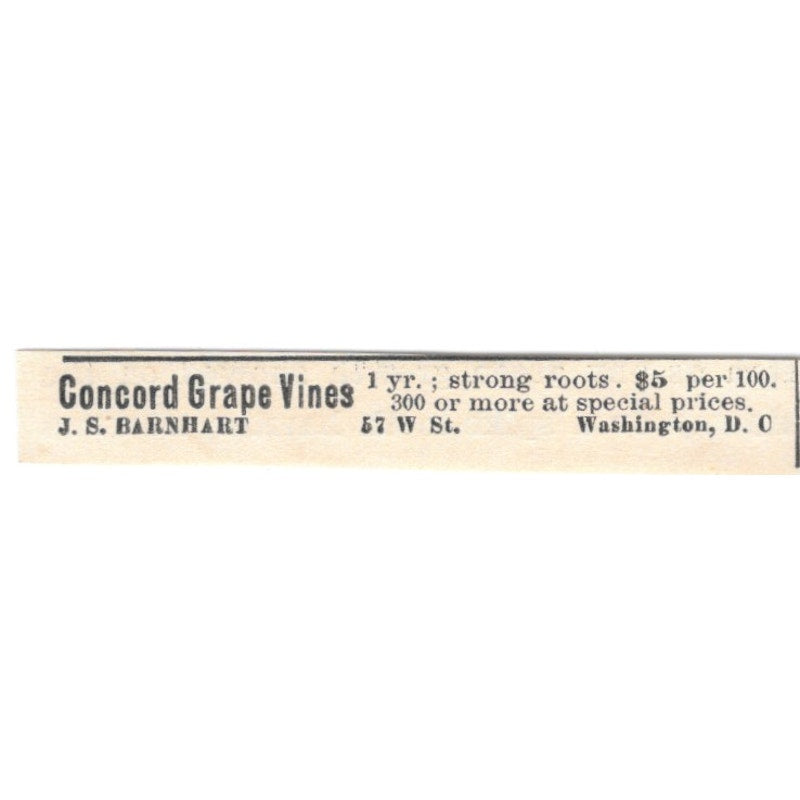 Concord Grape Vines 1 yr.; strong roots. $5 per 100.
300 or more at special prices.
J. S. BARNHART 57 W St. Washington, D. C